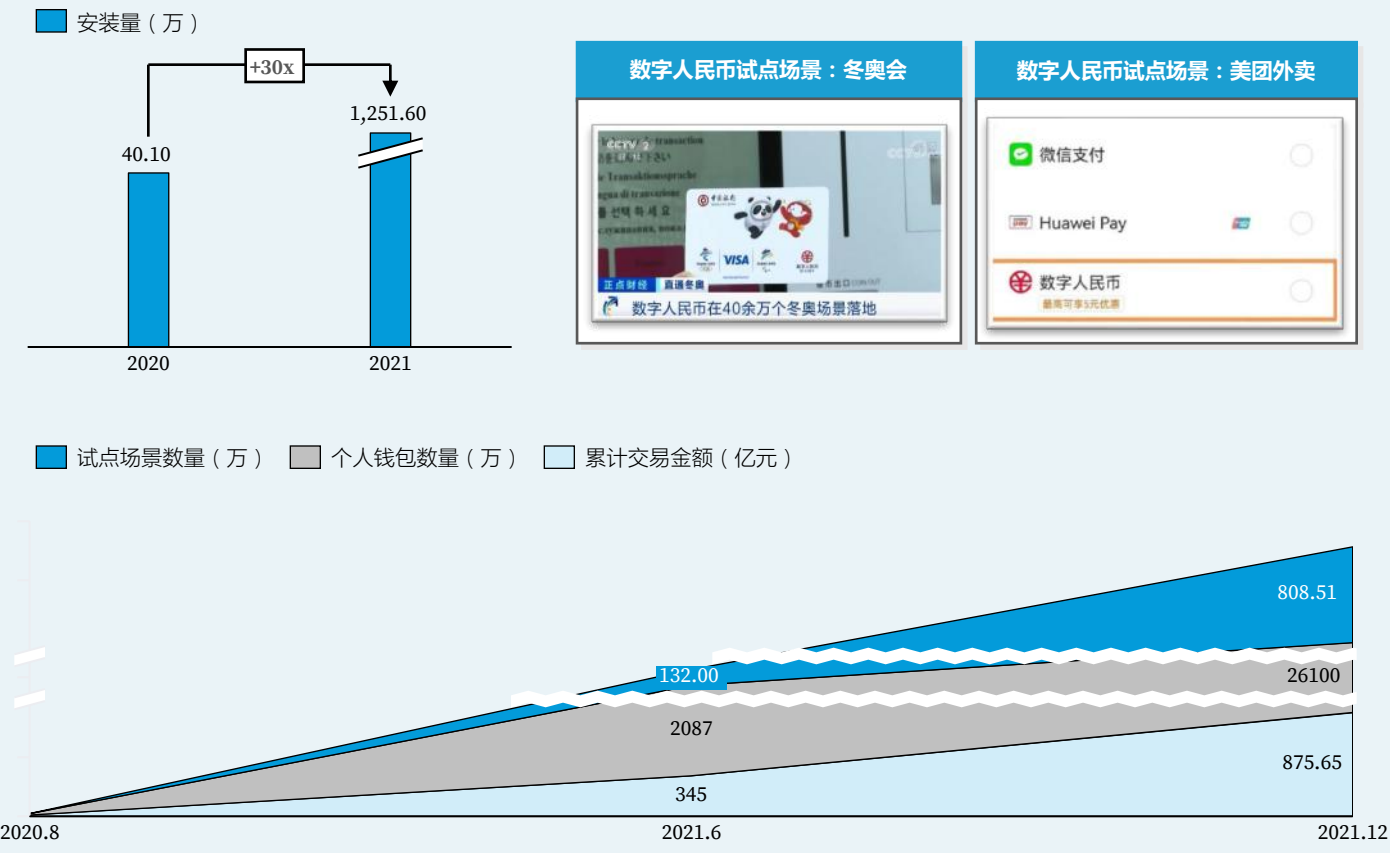 安装量（万）
+30x
1,251.60
40.10
2020
2021
数字人民币试点场景：冬奥会
CCTV 2
中国银行
VISA
正点财经
直通冬奥
数字人民币在40余万个冬奥场景落地
数字人民币试点场景：美团外卖
微信支付
Huawei Pay
数字人民币
最高可享5元优惠
试点场景数量（万）
个人钱包数量（万）
累计交易金额（亿元）
808.51
132.00
26100
2087
875.65
345
2020.8
2021.6
2021.12